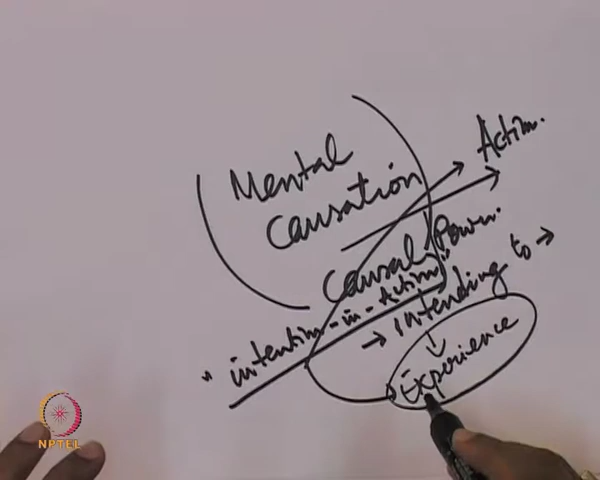 Mental
Causation
Action.
Causal Power.
"intention-in-Action"
→ intending to →
↓
Experience
NPTEL